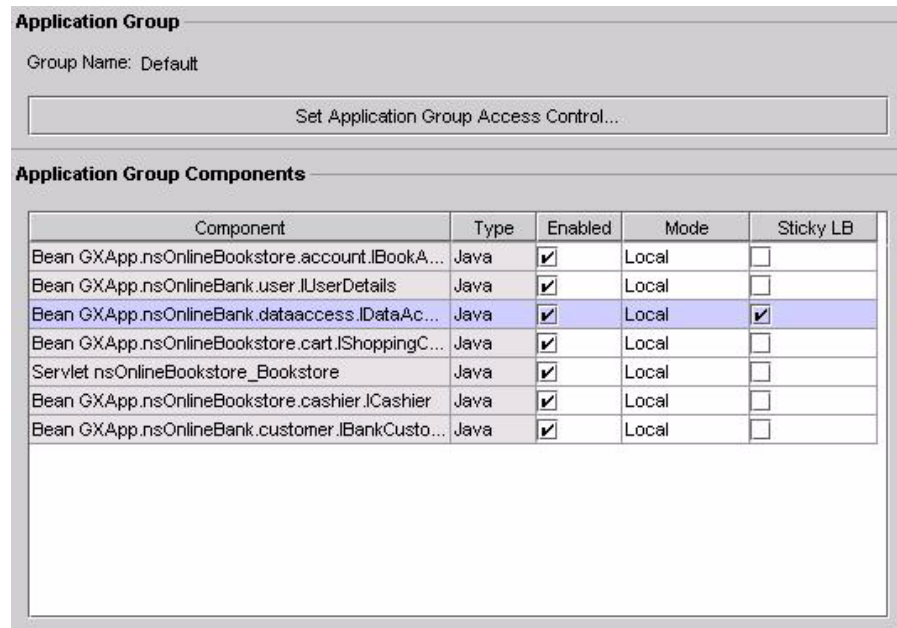 Application Group
Group Name: Default
Set Application Group Access Control...
Application Group Components
Component Type Enabled Mode Sticky LB
Bean GXApp.nsOnlineBookstore.account.IBookA... Java Local
Bean GXApp.nsOnlineBank.user.IUserDetails Java Local
Bean GXApp.nsOnlineBank.dataaccess.IDataAc... Java Local
Bean GXApp.nsOnlineBookstore.cart.IShoppingC... Java Local
Servlet nsOnlineBookstore_Bookstore Java Local
Bean GXApp.nsOnlineBookstore.cashier.ICashier Java Local
Bean GXApp.nsOnlineBank.customer.IBankCusto... Java Local